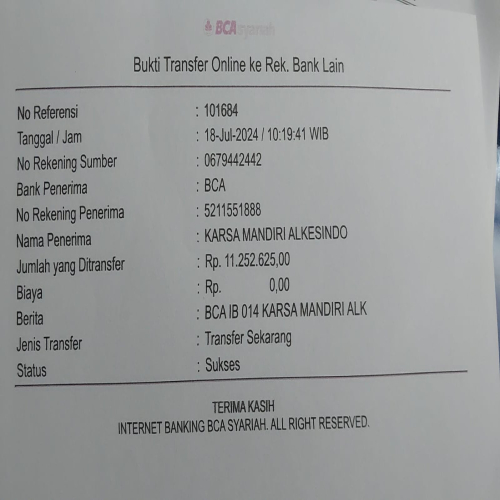 BCA syariah
Bukti Transfer Online ke Rek. Bank Lain
No Referensi : 101684
Tanggal / Jam : 18-Jul-2024 / 10:19:41 WIB
No Rekening Sumber : 0679442442
Bank Penerima : BCA
No Rekening Penerima : 5211551888
Nama Penerima : KARSA MANDIRI ALKESINDO
Jumlah yang Ditransfer : Rp. 11.252.625,00
Biaya : Rp. 0,00
Berita : BCA IB 014 KARSA MANDIRI ALK
Jenis Transfer : Transfer Sekarang
Status : Sukses
TERIMA KASIH
INTERNET BANKING BCA SYARIAH. ALL RIGHT RESERVED.